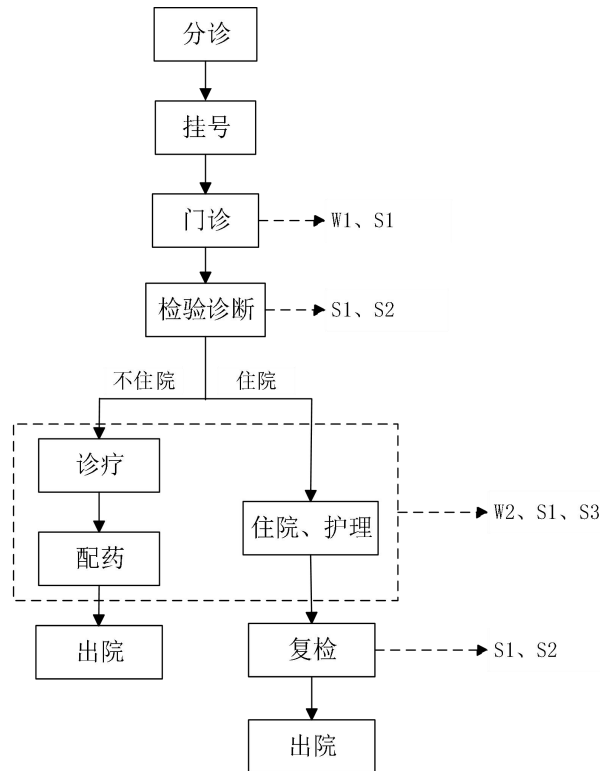 分诊
挂号
门诊
W1、S1
检验诊断
S1、S2
不住院
住院
诊疗
住院、护理
W2、S1、S3
配药
出院
复检
S1、S2
出院